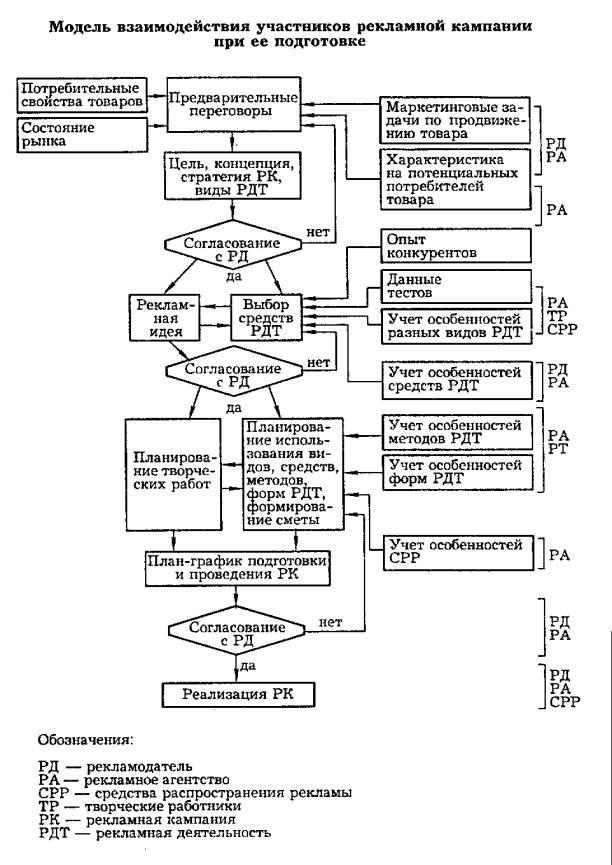 Модель взаимодействия участников рекламной кампании
при ее подготовке
Потребительные
свойства товаров
Состояние
рынка
Предварительные
переговоры
Маркетинговые за-
дачи по продвиже-
нию товара
РД
РА
Цель, концепция,
стратегия РК,
виды РДТ
Характеристика
на потенциальных
потребителей
товара
РА
Согласование
с РД
нет
да
Опыт
конкурентов
Реклам-
ная
идея
Выбор
средств
РДТ
Данные
тестов
Учет особенностей
разных видов РДТ
РА
ТР
СРР
Согласование
с РД
нет
да
Учет особенностей
средств РДТ
РД
РА
Планирова-
ние творчес-
ких работ
Планирова-
ние исполь-
зования ви-
дов, средств,
методов,
форм РДТ,
формирова-
ние сметы
Учет особенностей
методов РДТ
Учет особенностей
форм РДТ
РА
РТ
Учет особенностей
СРР
РА
План-график подготовки
и проведения РК
Согласование
с РД
нет
да
РД
РА
Реализация РК
РД
РА
СРР
Обозначения:
РД — рекламодатель
РА — рекламное агентство
СРР — средства распространения рекламы
ТР — творческие работники
РК — рекламная кампания
РДТ — рекламная деятельность